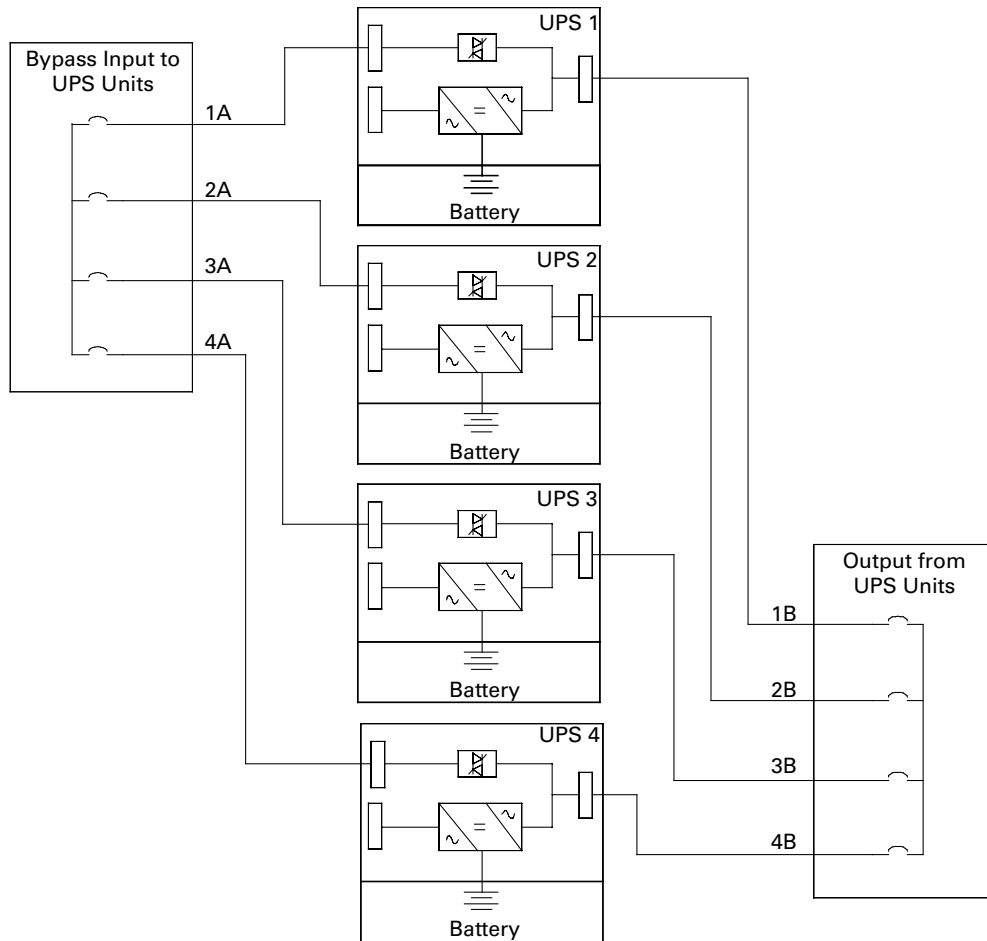 Bypass Input to
UPS Units
1A
2A
3A
4A
UPS 1
=
Battery
UPS 2
=
Battery
UPS 3
=
Battery
UPS 4
=
Battery
Output from
UPS Units
1B
2B
3B
4B